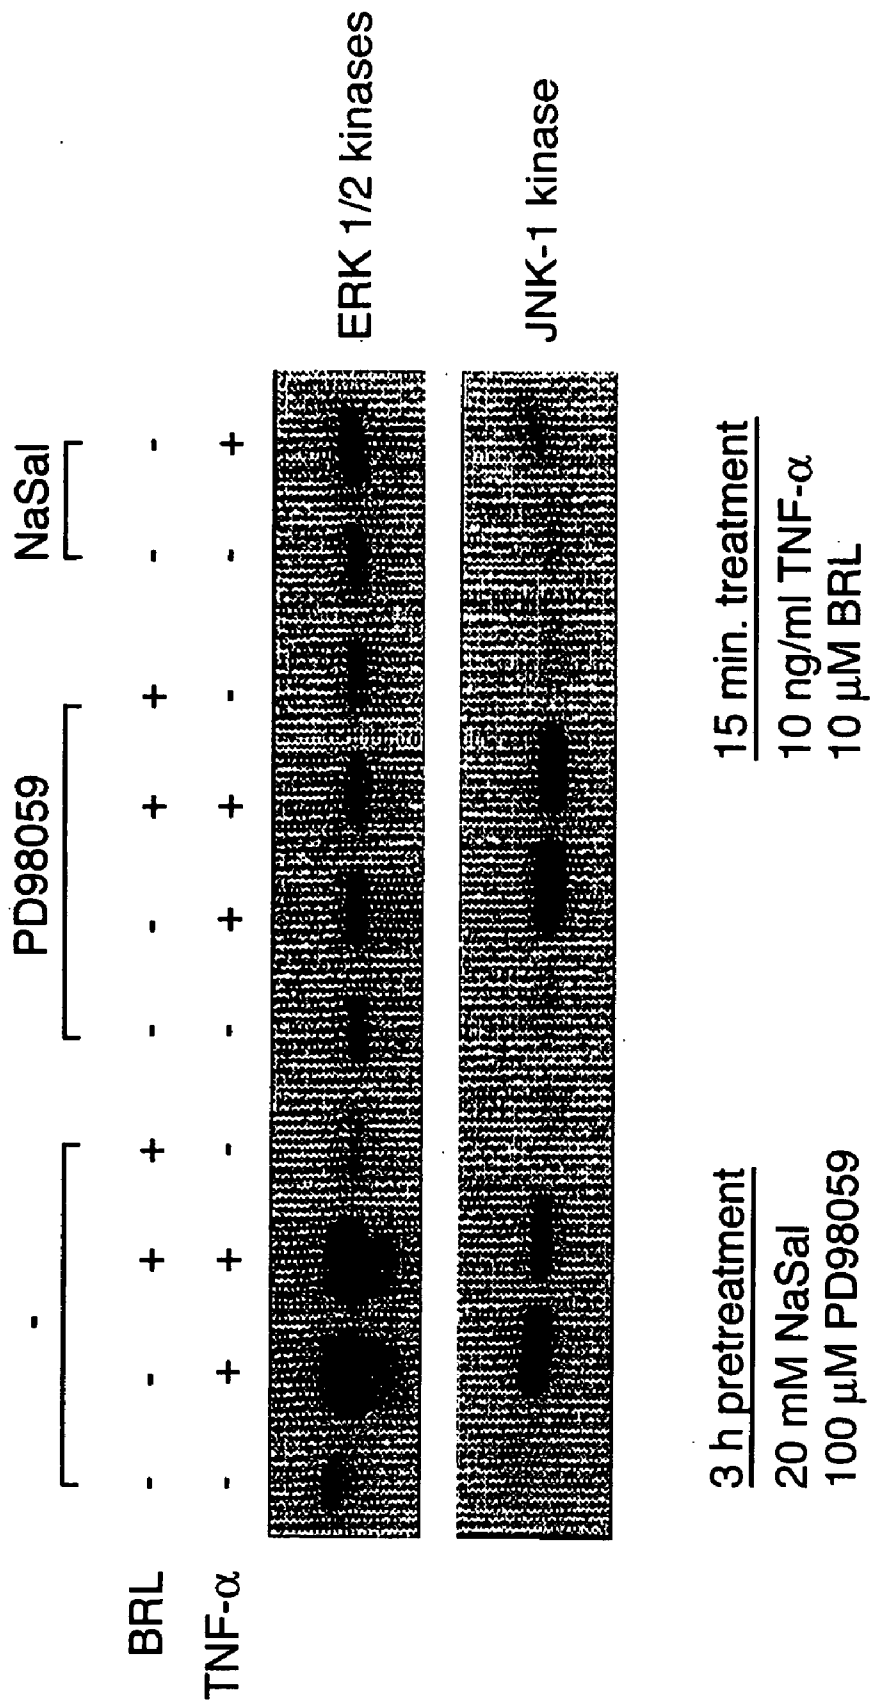 - PD98059 NaSal
BRL - - + + - - + + - -
TNF-α - + + - - + + - - +
ERK 1/2 kinases
JNK-1 kinase
3 h pretreatment
20 mM NaSal
100 µM PD98059
15 min. treatment
10 ng/ml TNF-α
10 µM BRL